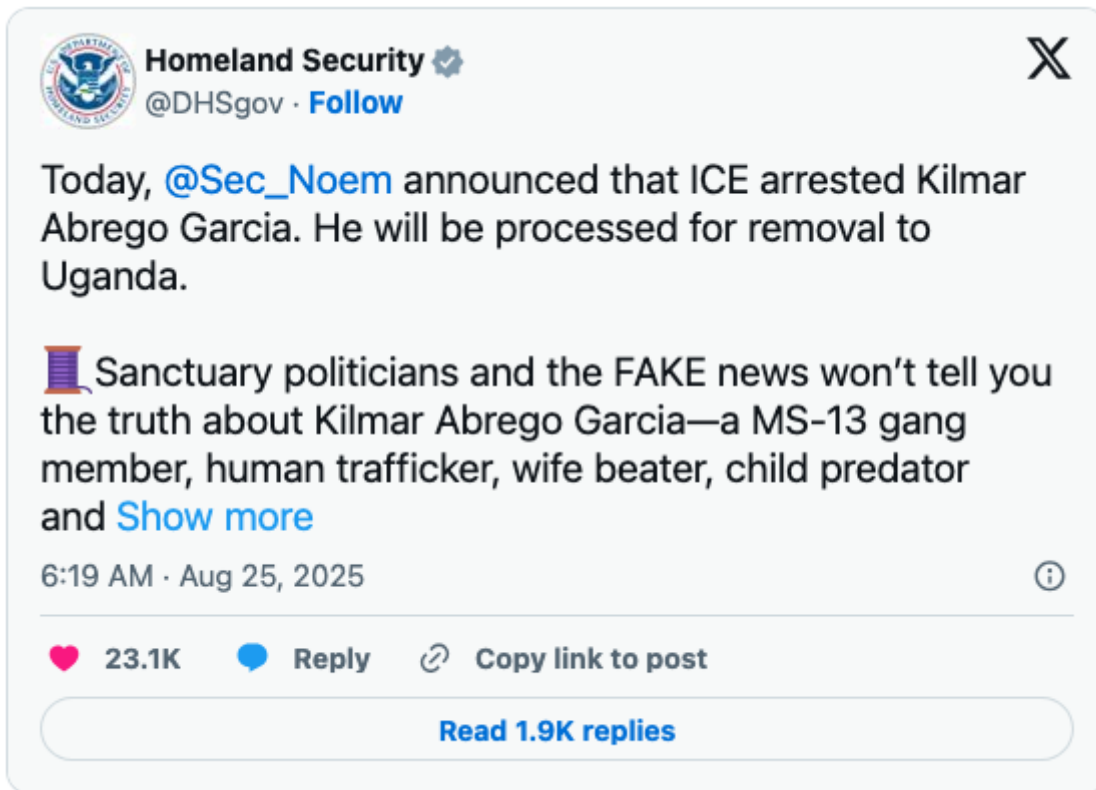 Homeland Security
@DHSgov · Follow
Today, @Sec_Noem announced that ICE arrested Kilmar
Abrego Garcia. He will be processed for removal to
Uganda.
🧵Sanctuary politicians and the FAKE news won’t tell you
the truth about Kilmar Abrego Garcia—a MS-13 gang
member, human trafficker, wife beater, child predator
and Show more
6:19 AM · Aug 25, 2025
23.1K Reply Copy link to post
Read 1.9K replies